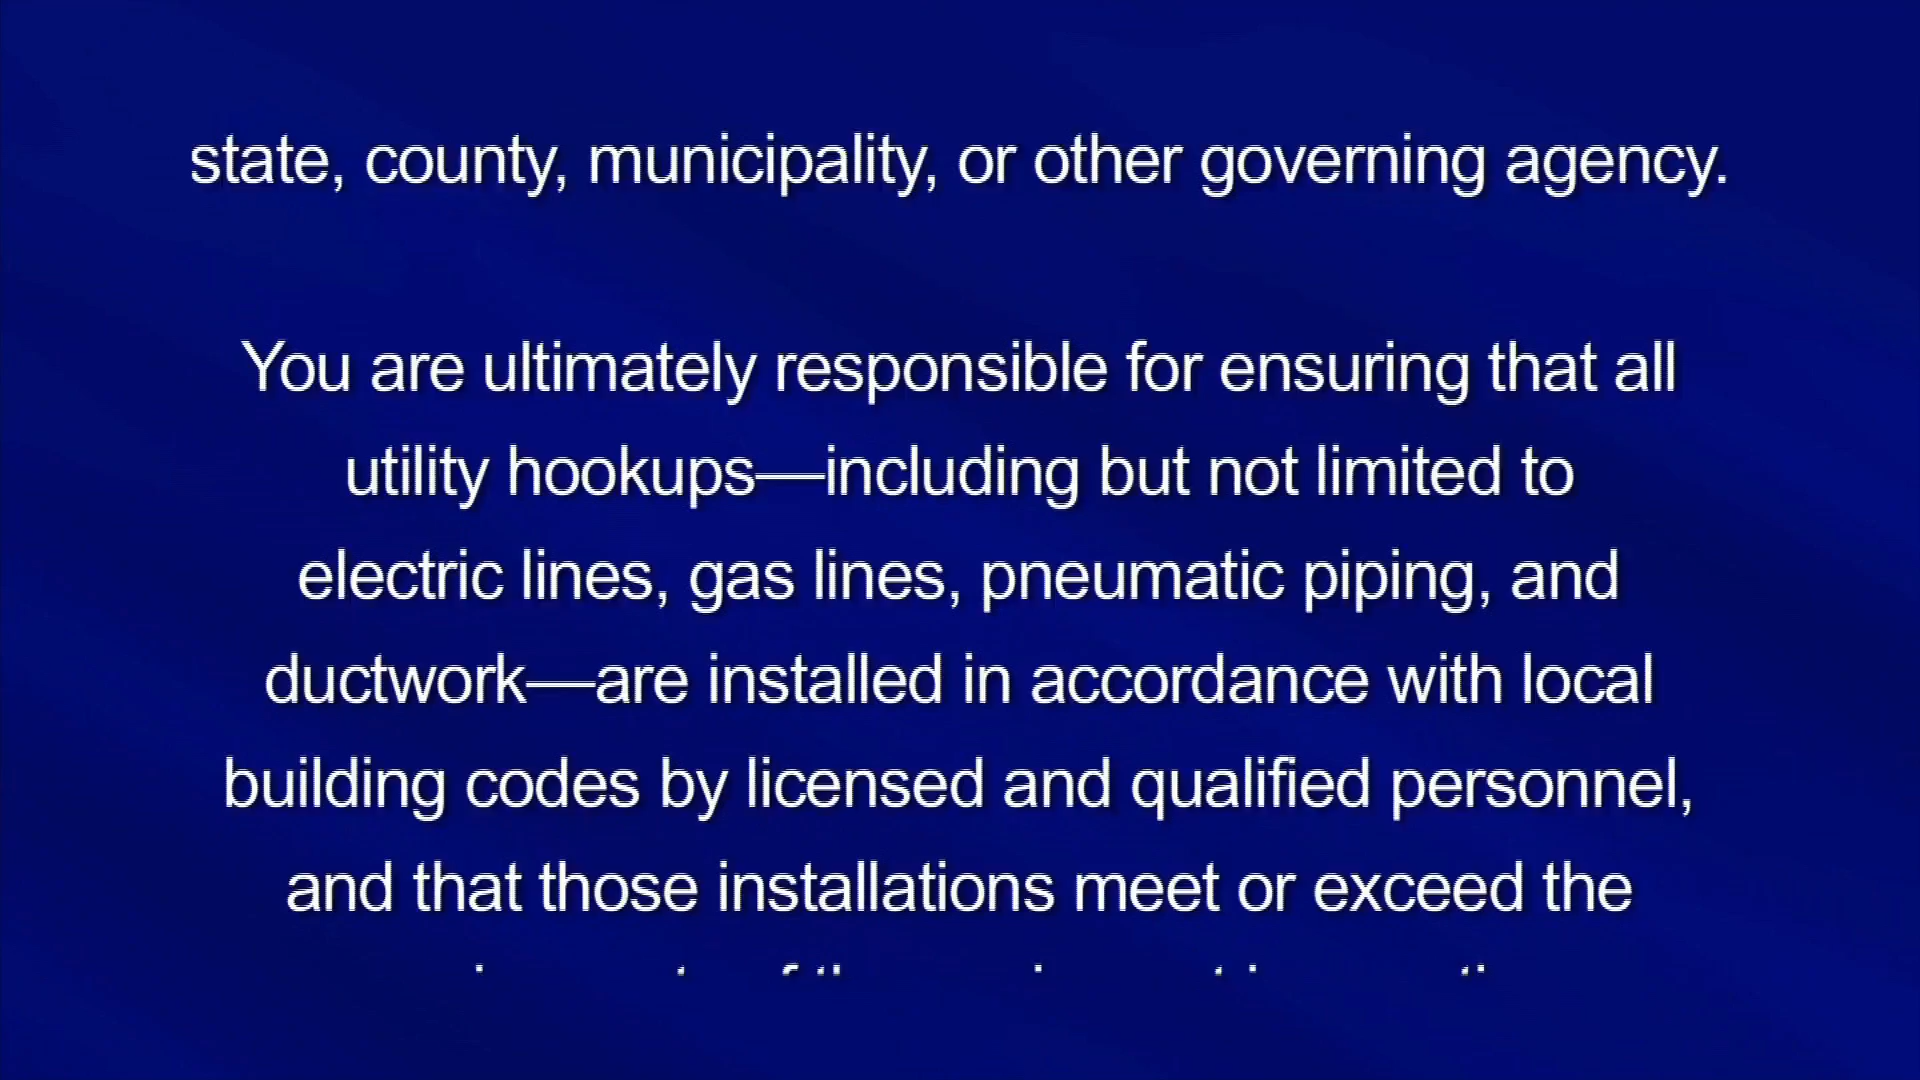 state, county, municipality, or other governing agency.
You are ultimately responsible for ensuring that all
utility hookups—including but not limited to
electric lines, gas lines, pneumatic piping, and
ductwork—are installed in accordance with local
building codes by licensed and qualified personnel,
and that those installations meet or exceed the